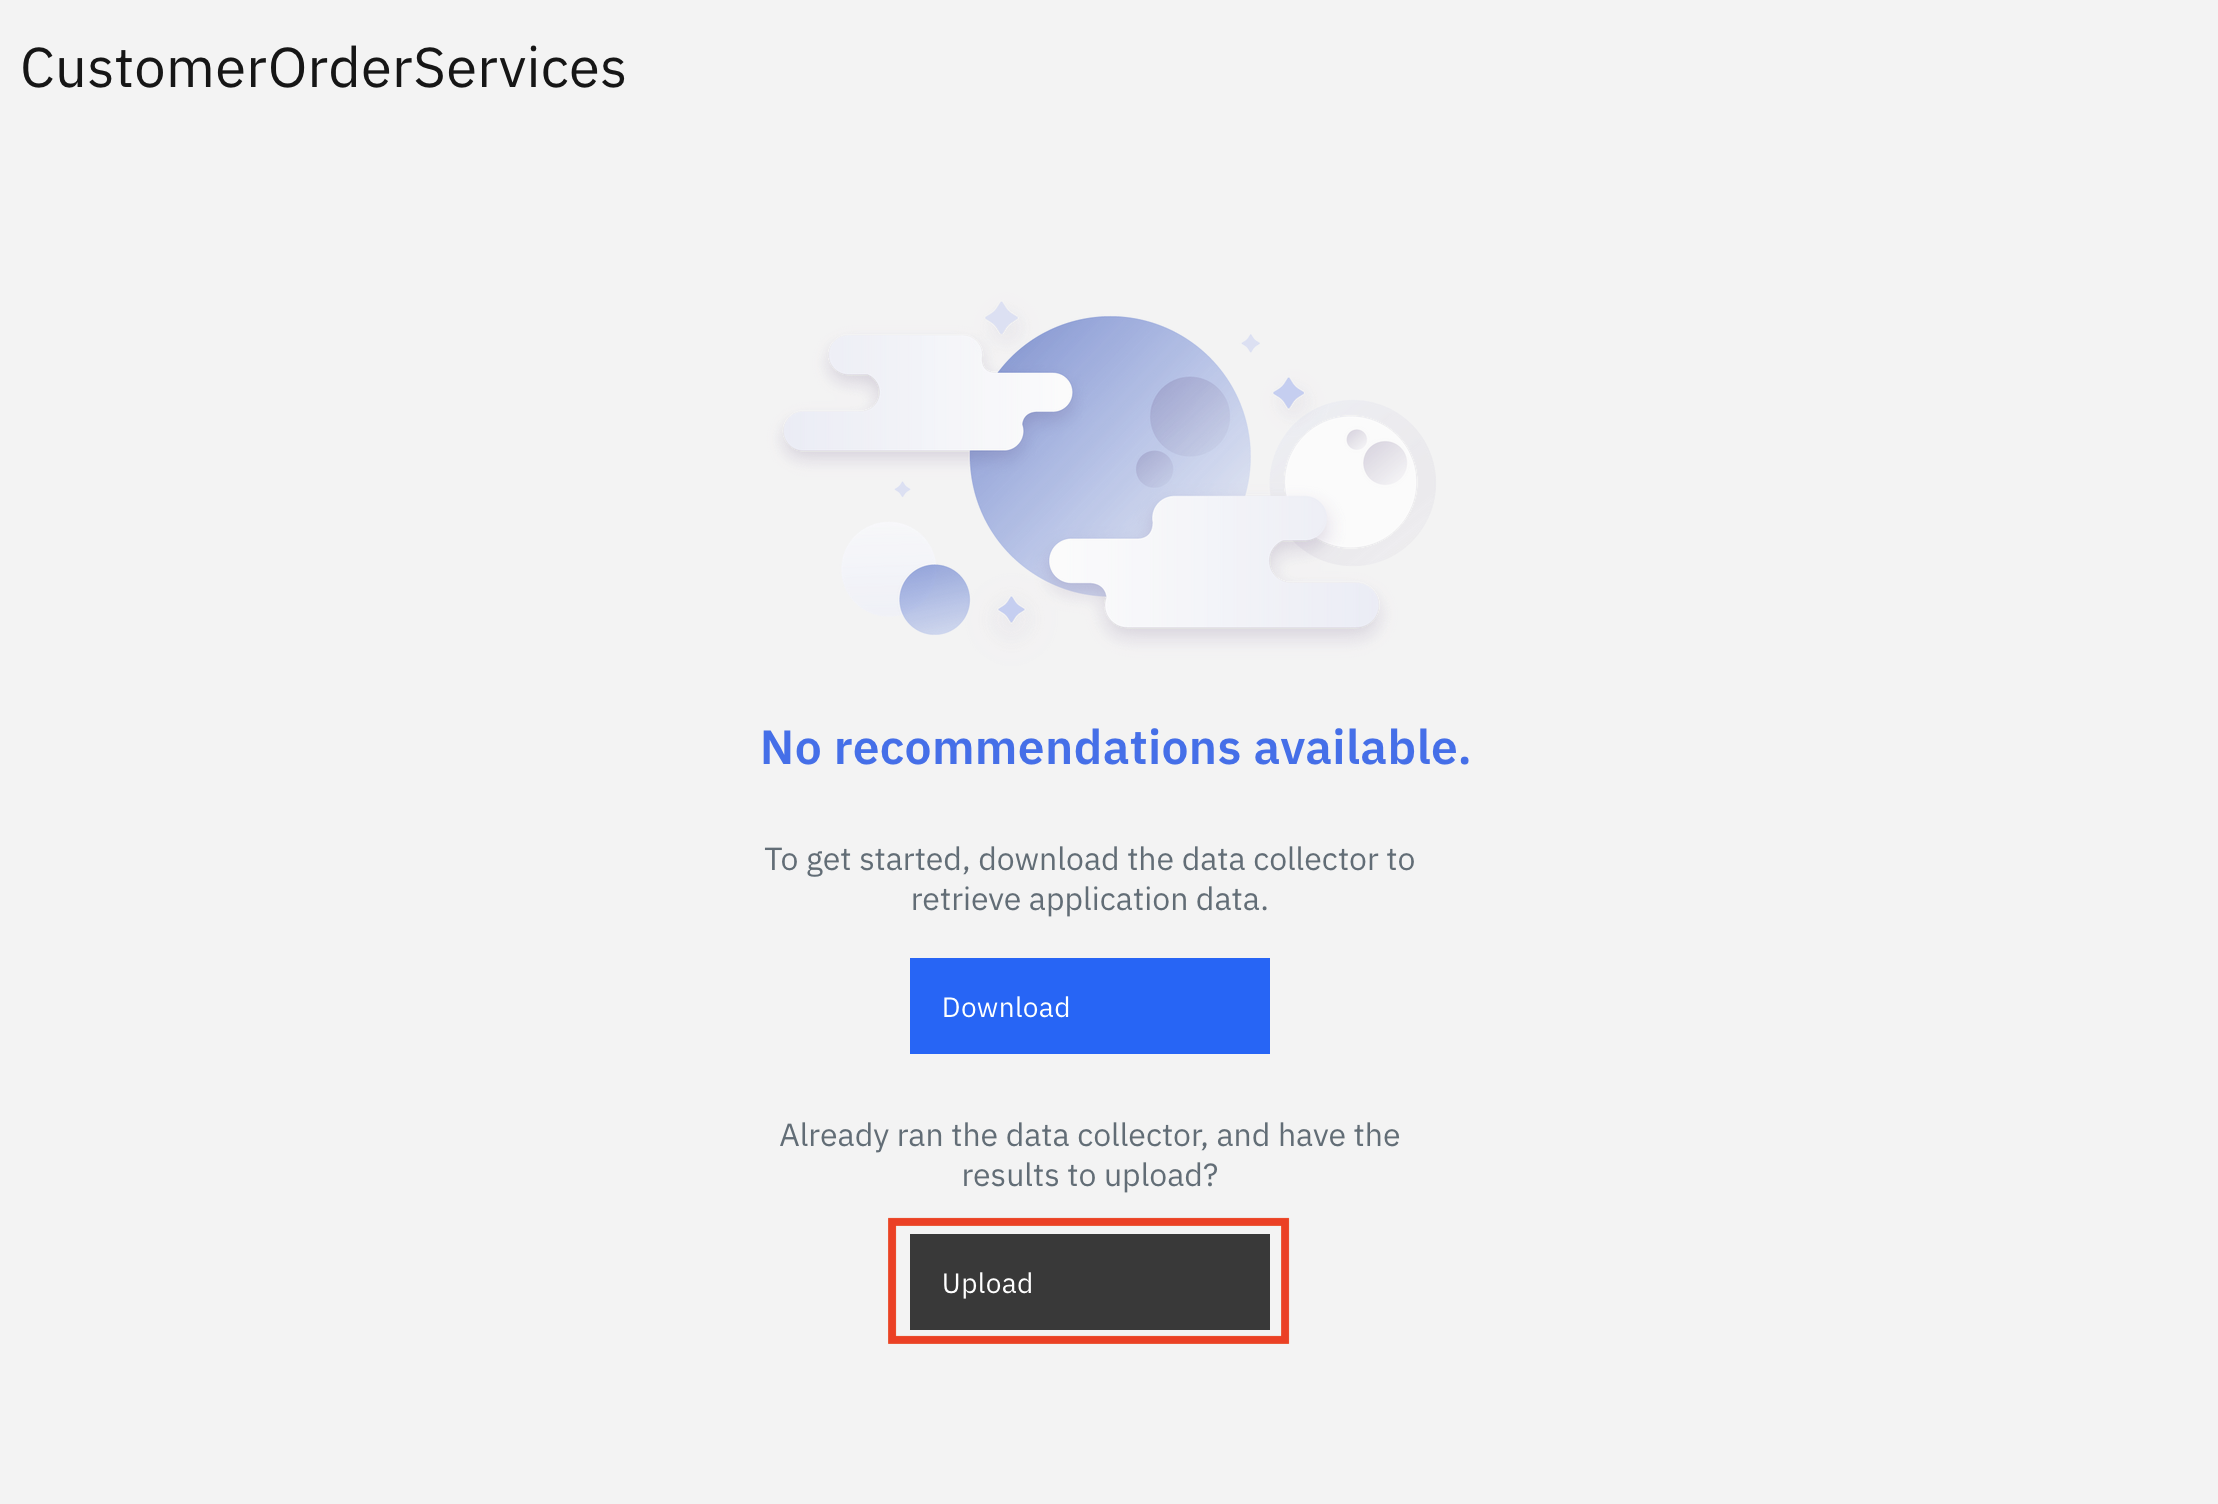 CustomerOrderServices
No recommendations available.
To get started, download the data collector to
retrieve application data.
Download
Already ran the data collector, and have the
results to upload?
Upload